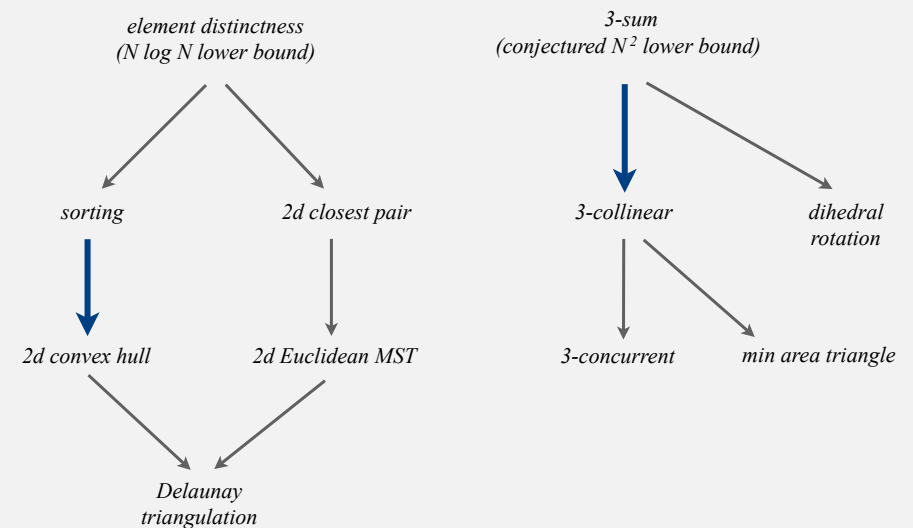 element distinctness
(N log N lower bound)
3-sum
(conjectured N² lower bound)
sorting
2d closest pair
3-collinear
dihedral
rotation
2d convex hull
2d Euclidean MST
3-concurrent
min area triangle
Delaunay
triangulation